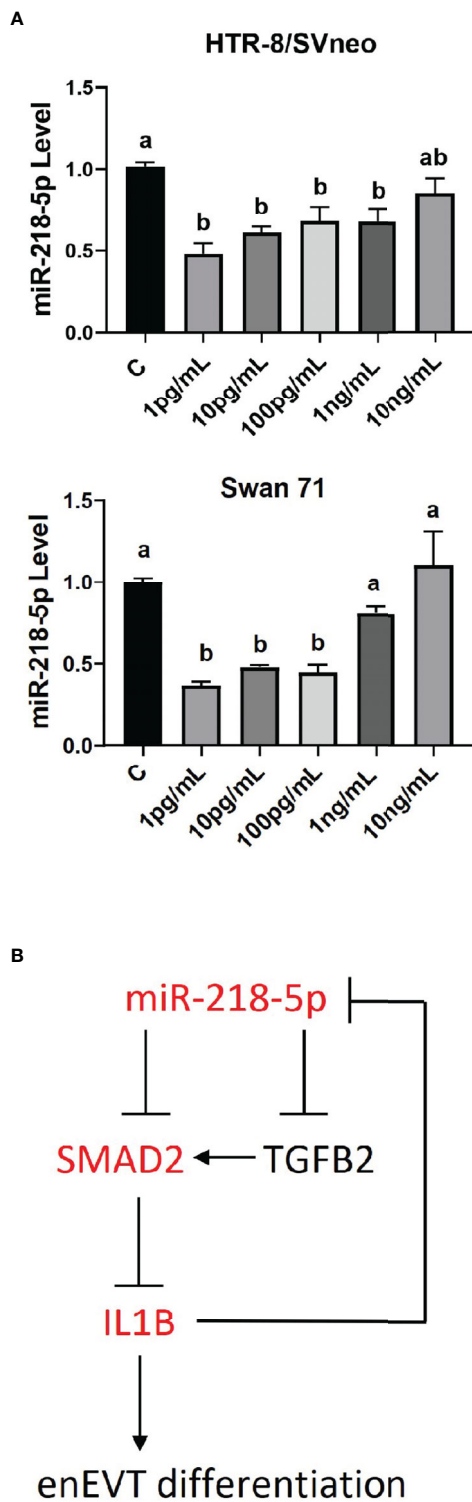 A
HTR-8/SVneo
miR-218-5p Level
1.5
1.0
0.5
0.0
a
b
b
b
b
ab
C
1pg/mL
10pg/mL
100pg/mL
1ng/mL
10ng/mL
Swan 71
miR-218-5p Level
1.5
1.0
0.5
0.0
a
b
b
b
a
a
C
1pg/mL
10pg/mL
100pg/mL
1ng/mL
10ng/mL
B
miR-218-5p
SMAD2
TGFB2
IL1B
enEVT differentiation